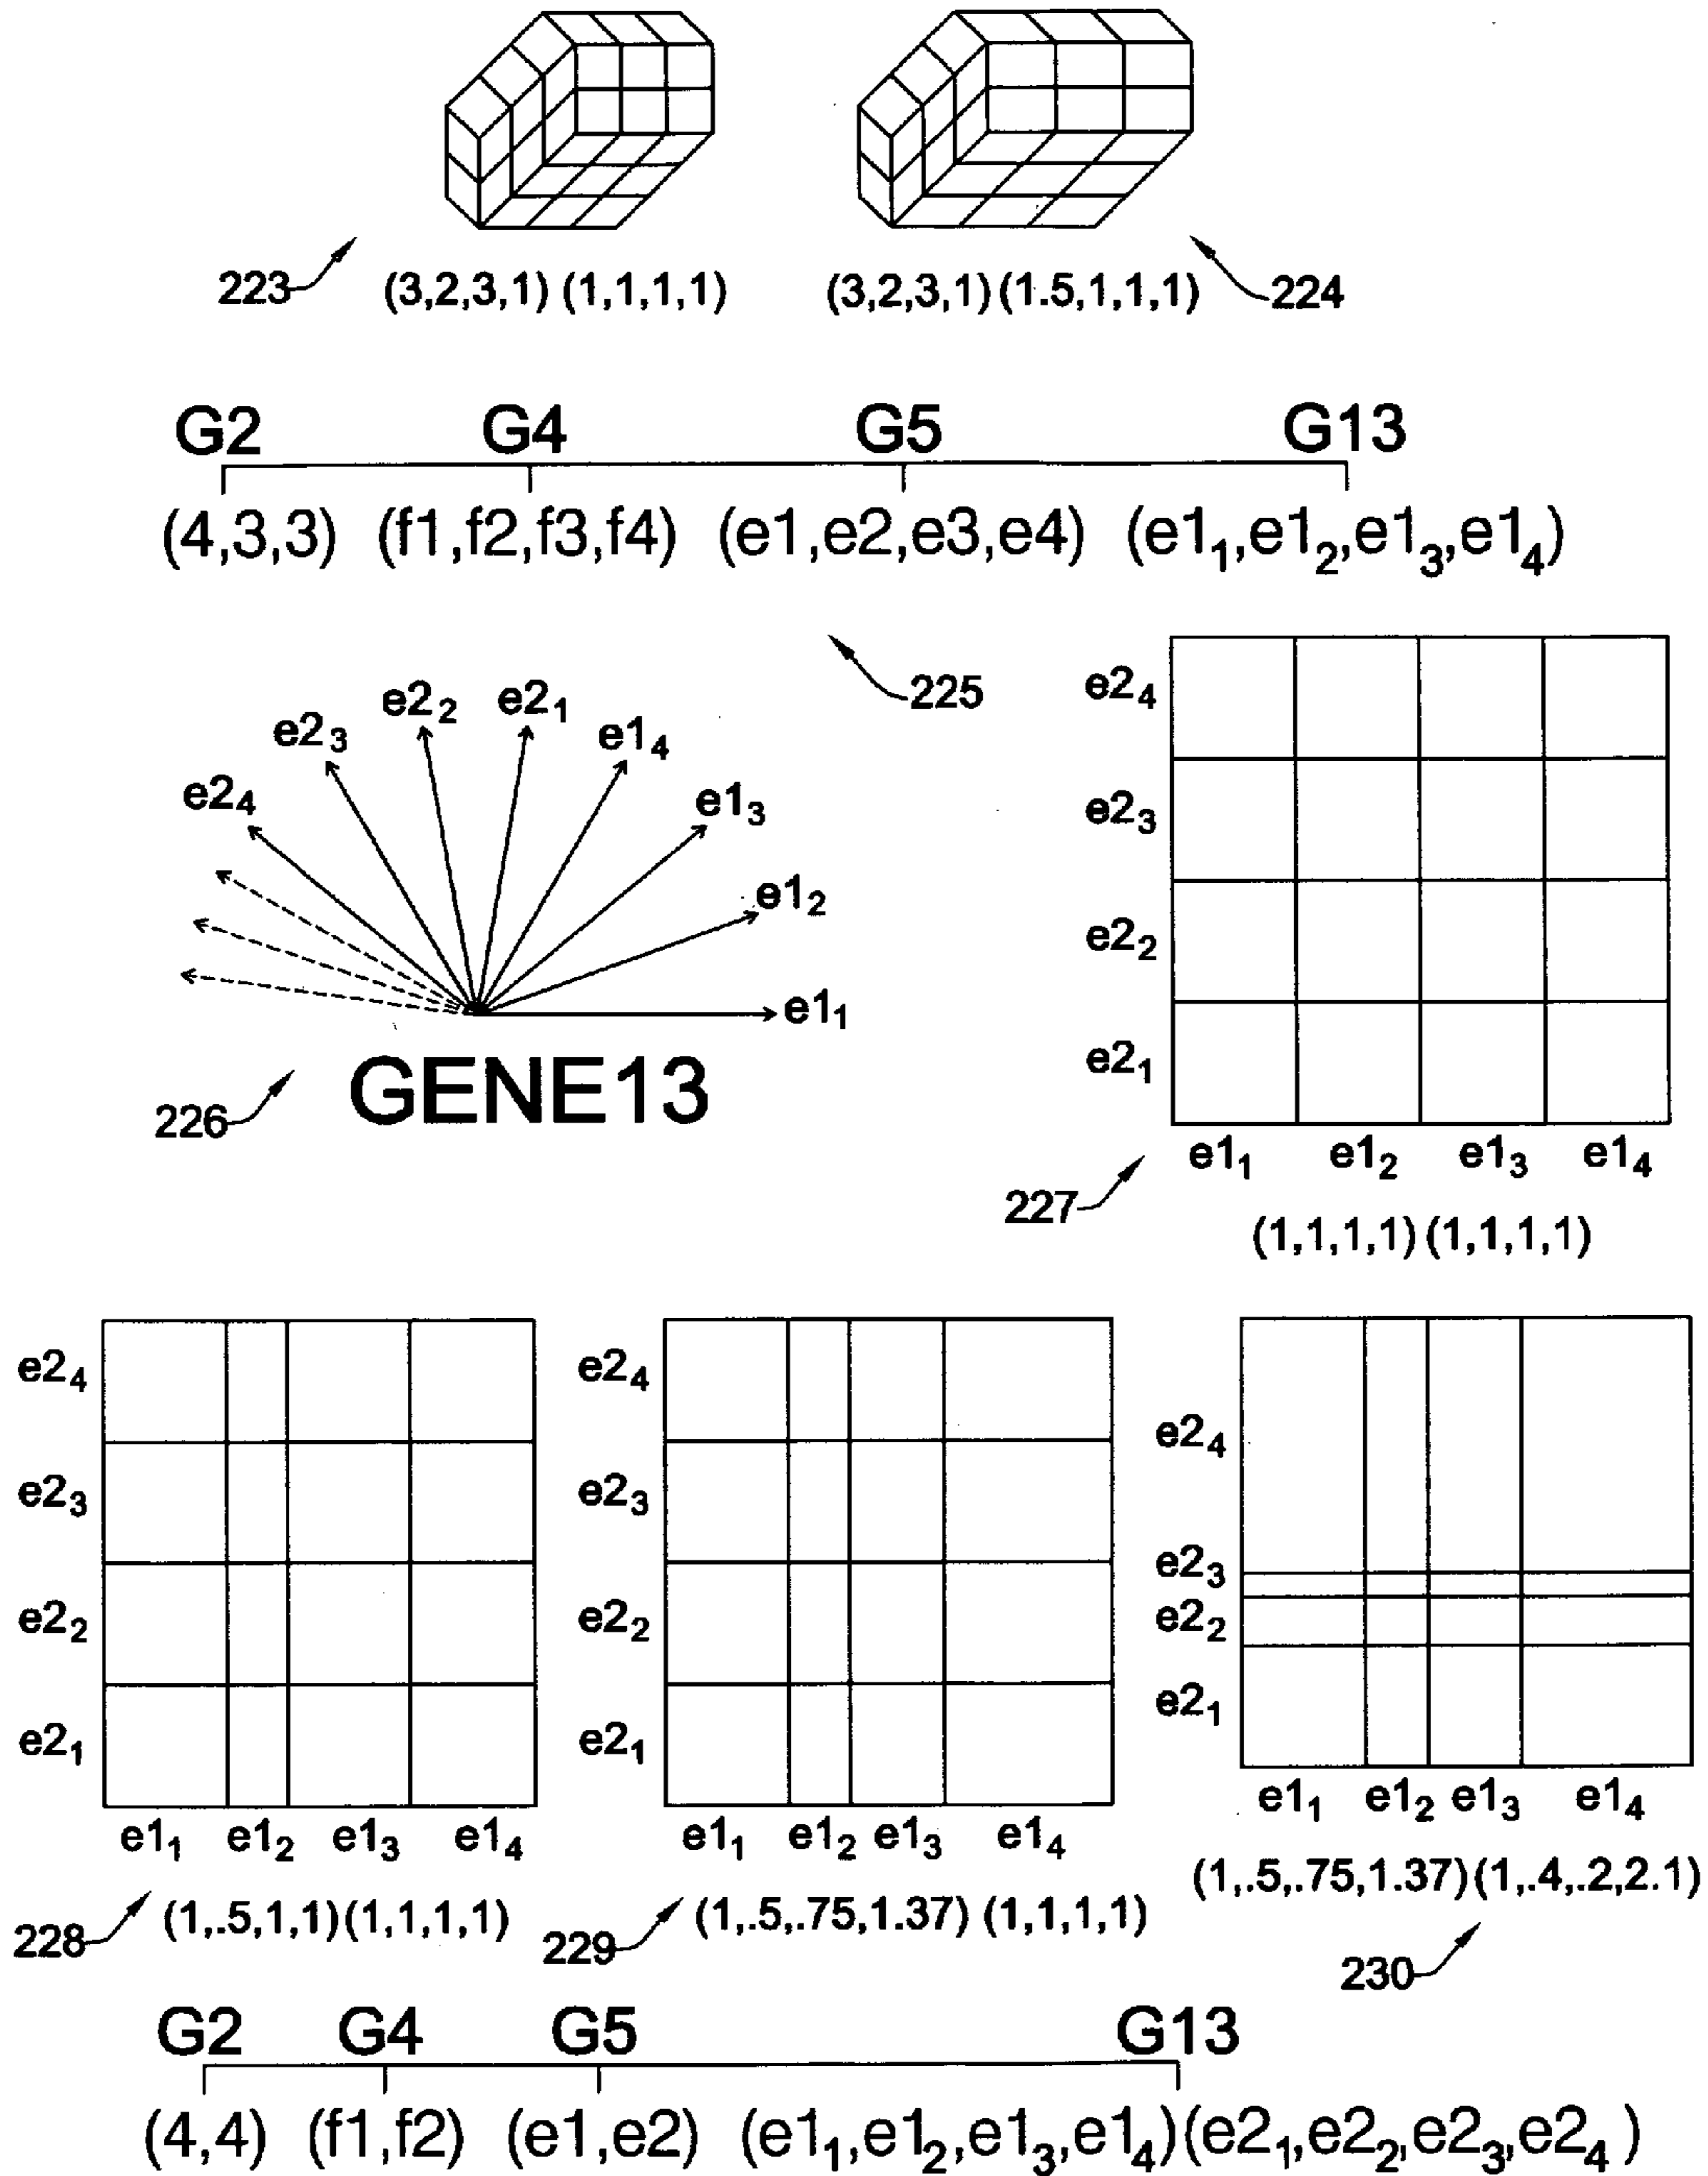 223 (3,2,3,1) (1,1,1,1) (3,2,3,1) (1.5,1,1,1) 224
G2 G4 G5 G13
(4,3,3) (f1,f2,f3,f4) (e1,e2,e3,e4) (e1₁,e1₂,e1₃,e1₄)
225
e2₄ e2₃ e2₂ e2₁ e1₄ e1₃ e1₂ e1₁
GENE13
226
e2₄
e2₃
e2₂
e2₁
e1₁ e1₂ e1₃ e1₄
227
(1,1,1,1) (1,1,1,1)
e2₄
e2₃
e2₂
e2₁
e1₁ e1₂ e1₃ e1₄
228 (1,.5,1,1) (1,1,1,1)
e2₄
e2₃
e2₂
e2₁
e1₁ e1₂ e1₃ e1₄
229 (1,.5,.75,1.37) (1,1,1,1)
e2₄
e2₃
e2₂
e2₁
e1₁ e1₂ e1₃ e1₄
(1,.5,.75,1.37) (1,.4,.2,2.1)
230
G2 G4 G5 G13
(4,4) (f1,f2) (e1,e2) (e1₁,e1₂,e1₃,e1₄)(e2₁,e2₂,e2₃,e2₄ )